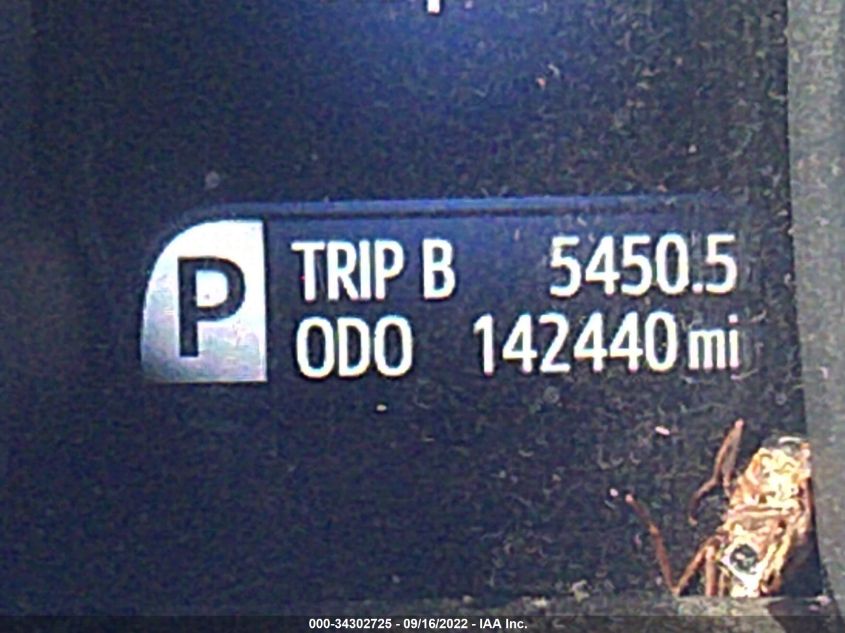 P
TRIP B 5450.5
ODO 142440 mi
000-34302725 - 09/16/2022 - IAA Inc.